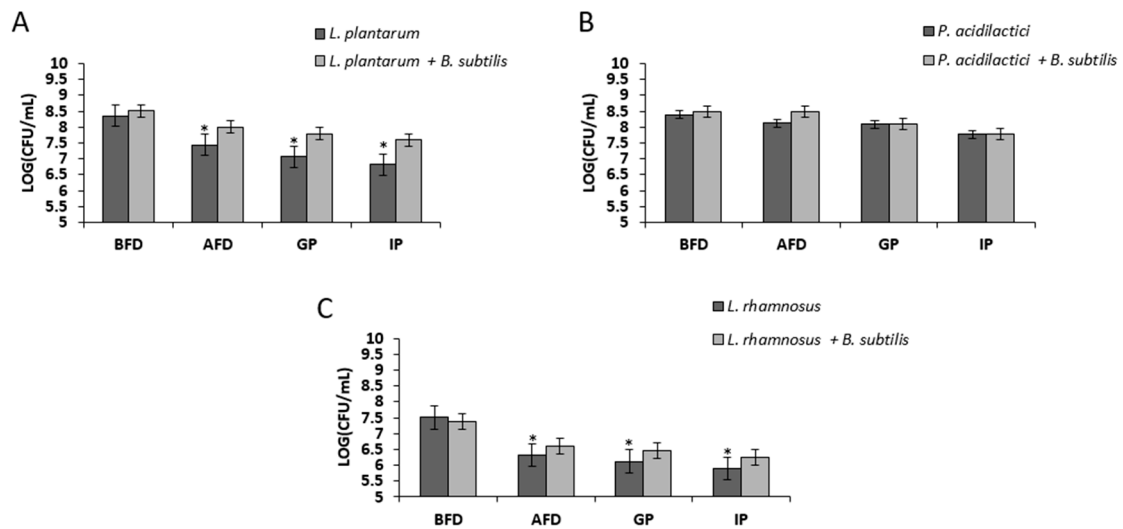 A
L. plantarum
L. plantarum + B. subtilis
LOG(CFU/mL)
10
9.5
9
8.5
8
7.5
7
6.5
6
5.5
5
*
*
*
BFD AFD GP IP
B
P. acidilactici
P. acidilactici + B. subtilis
LOG(CFU/mL)
10
9.5
9
8.5
8
7.5
7
6.5
6
5.5
5
BFD AFD GP IP
C
L. rhamnosus
L. rhamnosus + B. subtilis
LOG(CFU/mL)
10
9.5
9
8.5
8
7.5
7
6.5
6
5.5
5
*
*
*
BFD AFD GP IP